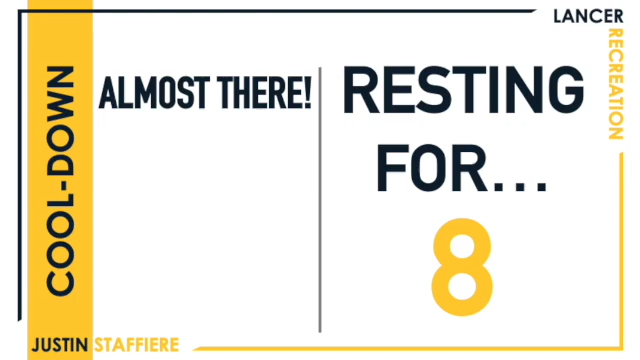 LANCER
RECREATION
COOL-DOWN
ALMOST THERE!
RESTING
FOR...
8
JUSTIN STAFFIERE